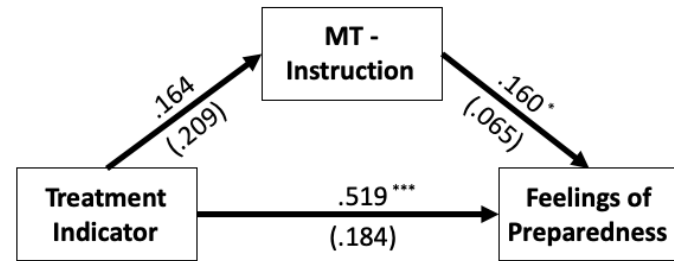 MT -
Instruction
.164
(.209)
.160 *
(.065)
Treatment
Indicator
.519 ***
(.184)
Feelings of
Preparedness